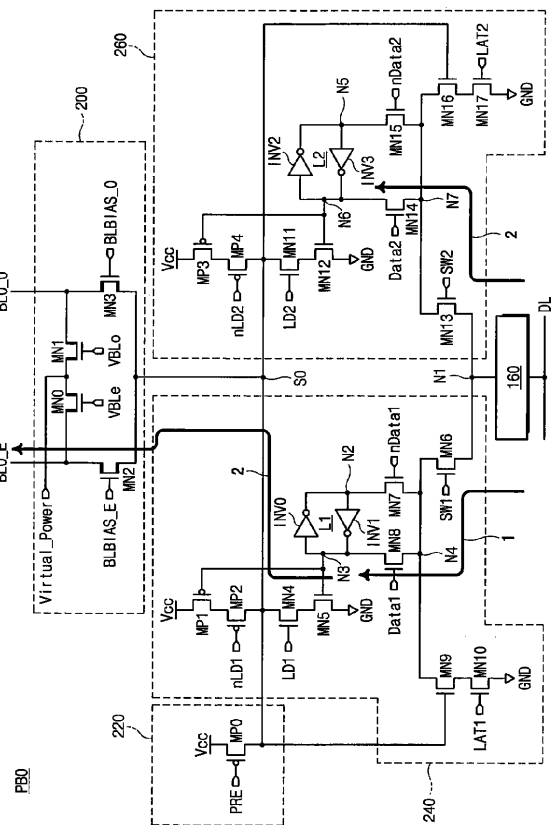 PB0
200
220
240
260
BL0_E
BL0_O
Virtual_Power
MN0
MN1
VBLe
VBLo
BLBIAS_E
MN2
MN3
BLBIAS_O
S0
Vcc
MP0
PRE
Vcc
MP1
MP2
nLD1
MN4
LD1
MN5
GND
N3
INV0
L1
INV1
N2
MN8
Data1
MN7
nData1
N4
MN6
SW1
MN9
MN10
LAT1
GND
1
2
Vcc
MP3
MP4
nLD2
MN11
LD2
MN12
GND
N6
INV2
L2
INV3
N5
MN14
Data2
MN15
nData2
N7
MN13
SW2
MN16
MN17
LAT2
GND
2
N1
160
DL